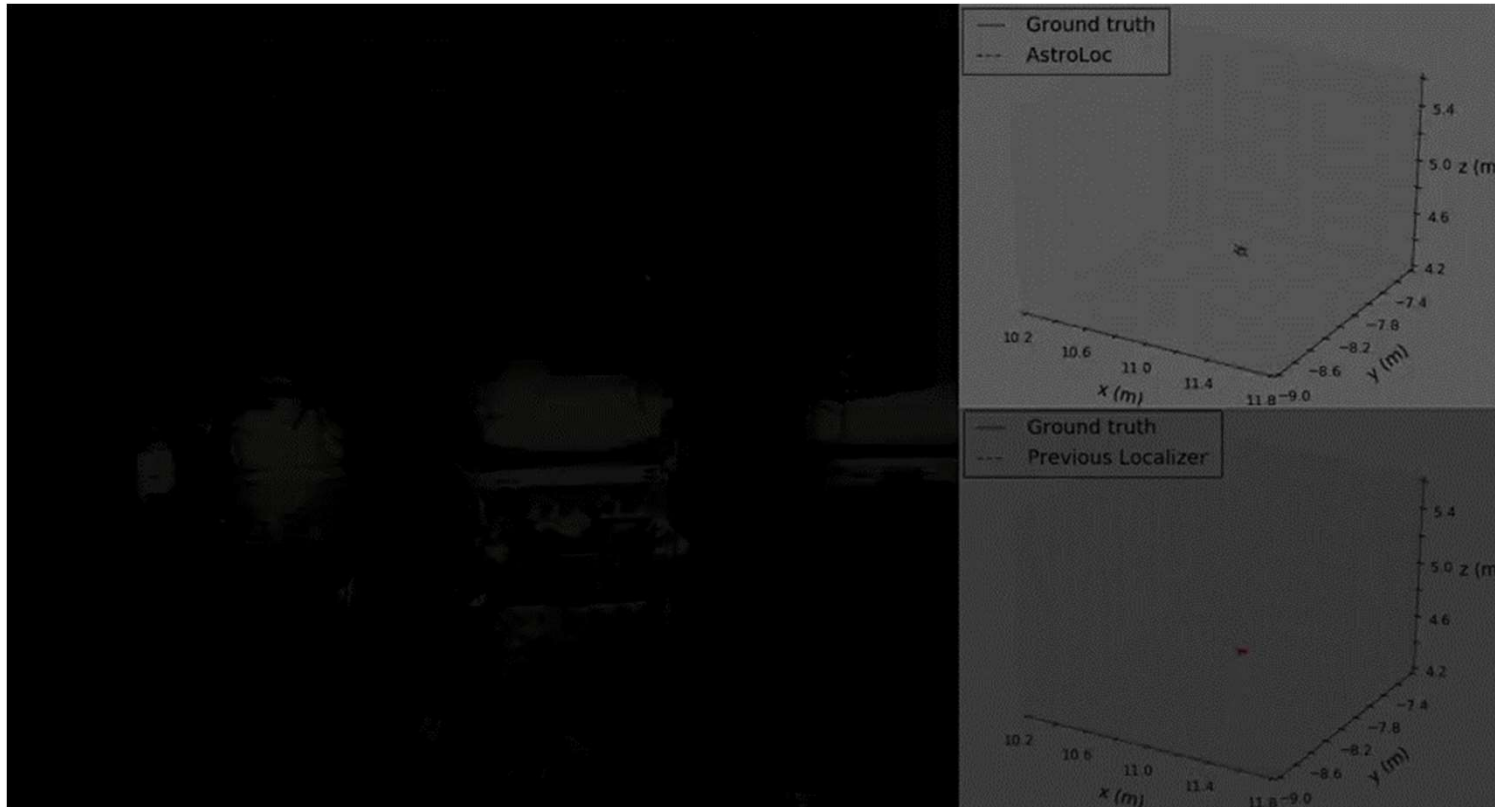 Ground truth
AstroLoc
5.4
5.0 z (m
4.6
4.2
−7.4
−7.8
−8.2
−8.6
−9.0
y (m)
10.2
10.6
11.0
11.4
11.8
x (m)
Ground truth
Previous Localizer
5.4
5.0 z (m
4.6
4.2
−7.4
−7.8
−8.2
−8.6
−9.0
y (m)
10.2
10.6
11.0
11.4
11.8
x (m)